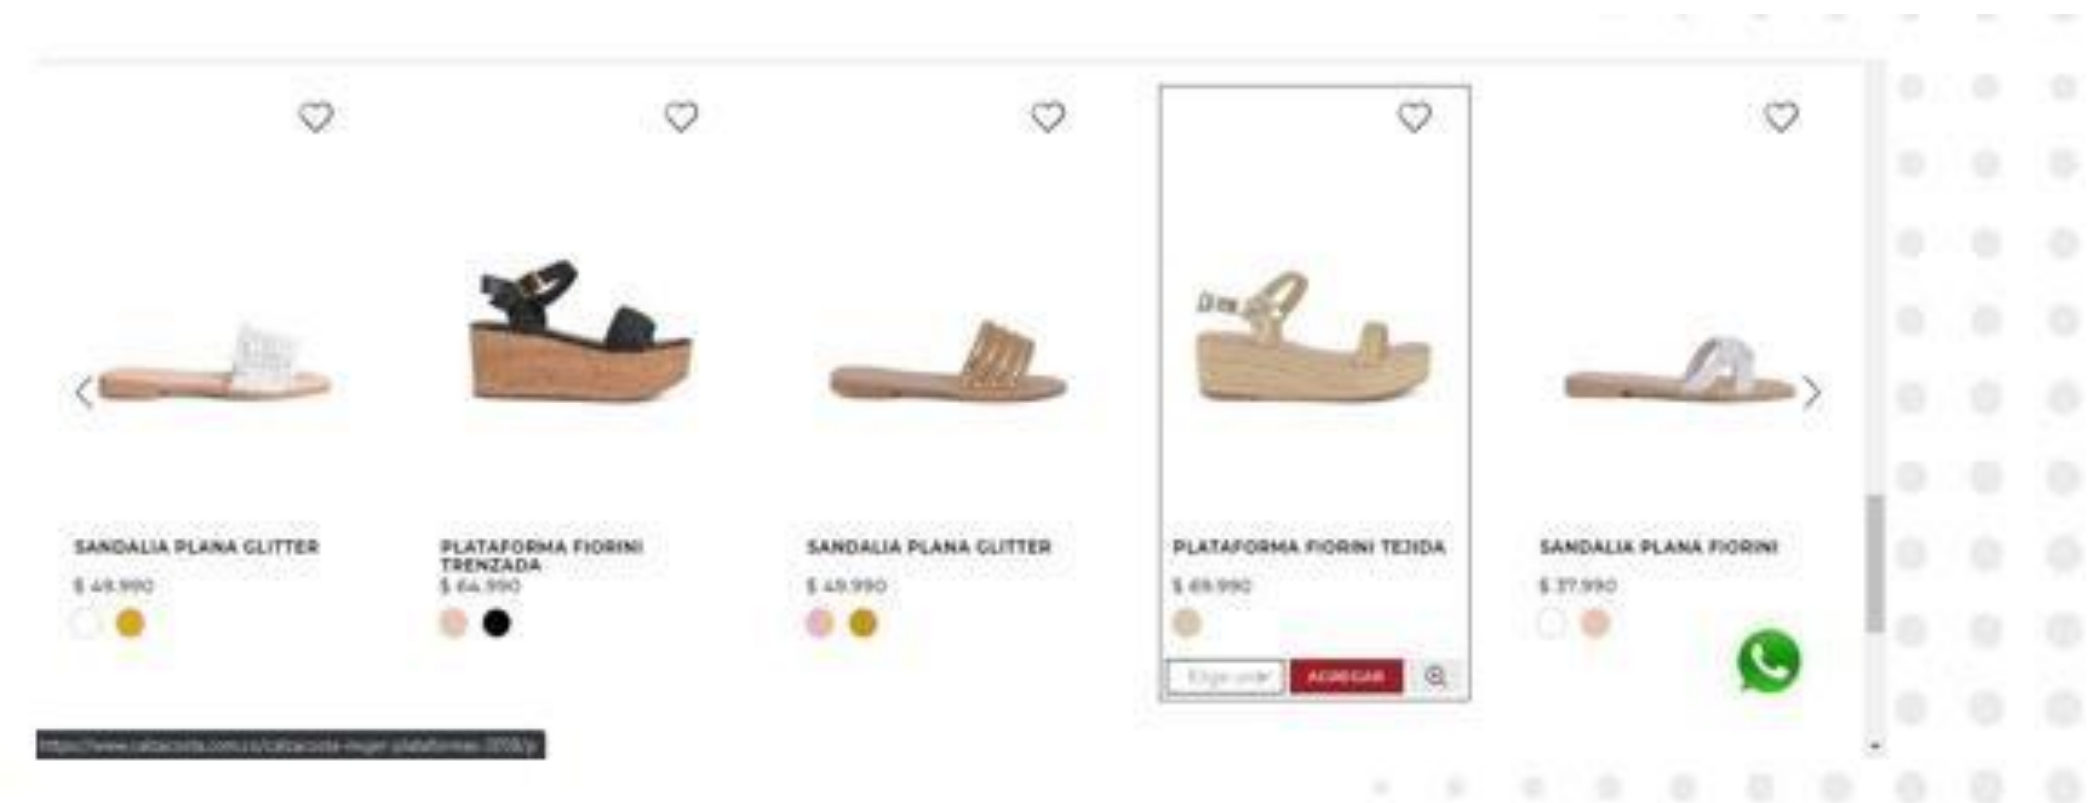 SANDALIA PLANA GLITTER
$ 49.990
PLATAFORMA FIORINI
TRENZADA
$ 64.990
SANDALIA PLANA GLITTER
$ 49.990
PLATAFORMA FIORINI TEJIDA
$ 69.990
AGREGAR
SANDALIA PLANA FIORINI
$ 37.990